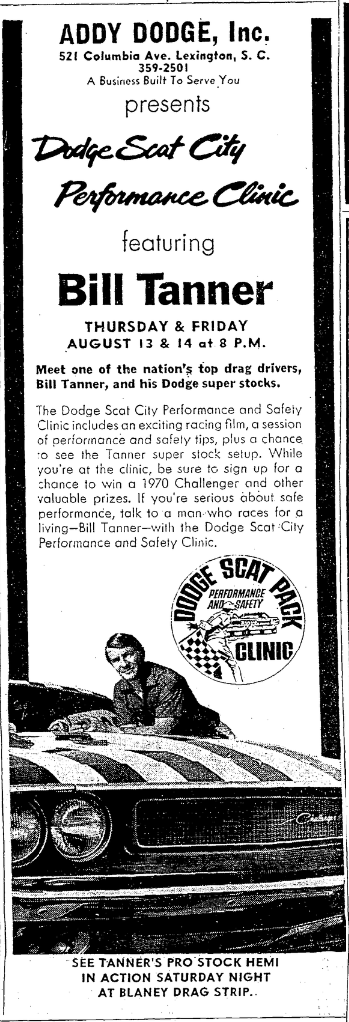 ADDY DODGE, Inc.
521 Columbia Ave. Lexington, S. C.
359-2501
A Business Built To Serve You
presents
Dodge Scat City
Performance Clinic
featuring
Bill Tanner
THURSDAY & FRIDAY
AUGUST 13 & 14 at 8 P.M.
Meet one of the nation's top drag drivers,
Bill Tanner, and his Dodge super stocks.
The Dodge Scat City Performance and Safety
Clinic includes an exciting racing film, a session
of performance and safety tips, plus a chance
to see the Tanner super stock setup. While
you're at the clinic, be sure to sign up for a
chance to win a 1970 Challenger and other
valuable prizes. If you're serious about safe
performance, talk to a man who races for a
living—Bill Tanner—with the Dodge Scat City
Performance and Safety Clinic.
DODGE SCAT PACK
PERFORMANCE
AND SAFETY
CLINIC
SEE TANNER'S PRO STOCK HEMI
IN ACTION SATURDAY NIGHT
AT BLANEY DRAG STRIP.